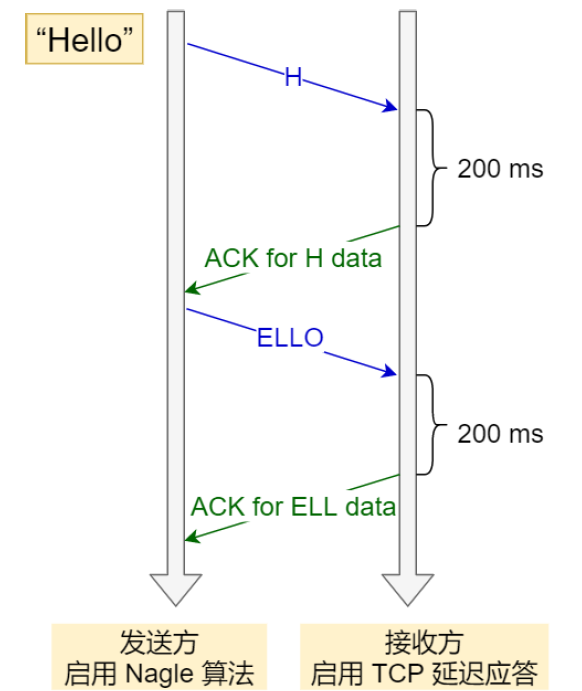 “Hello”
H
200 ms
ACK for H data
ELLO
200 ms
ACK for ELL data
发送方
启用 Nagle 算法
接收方
启用 TCP 延迟应答